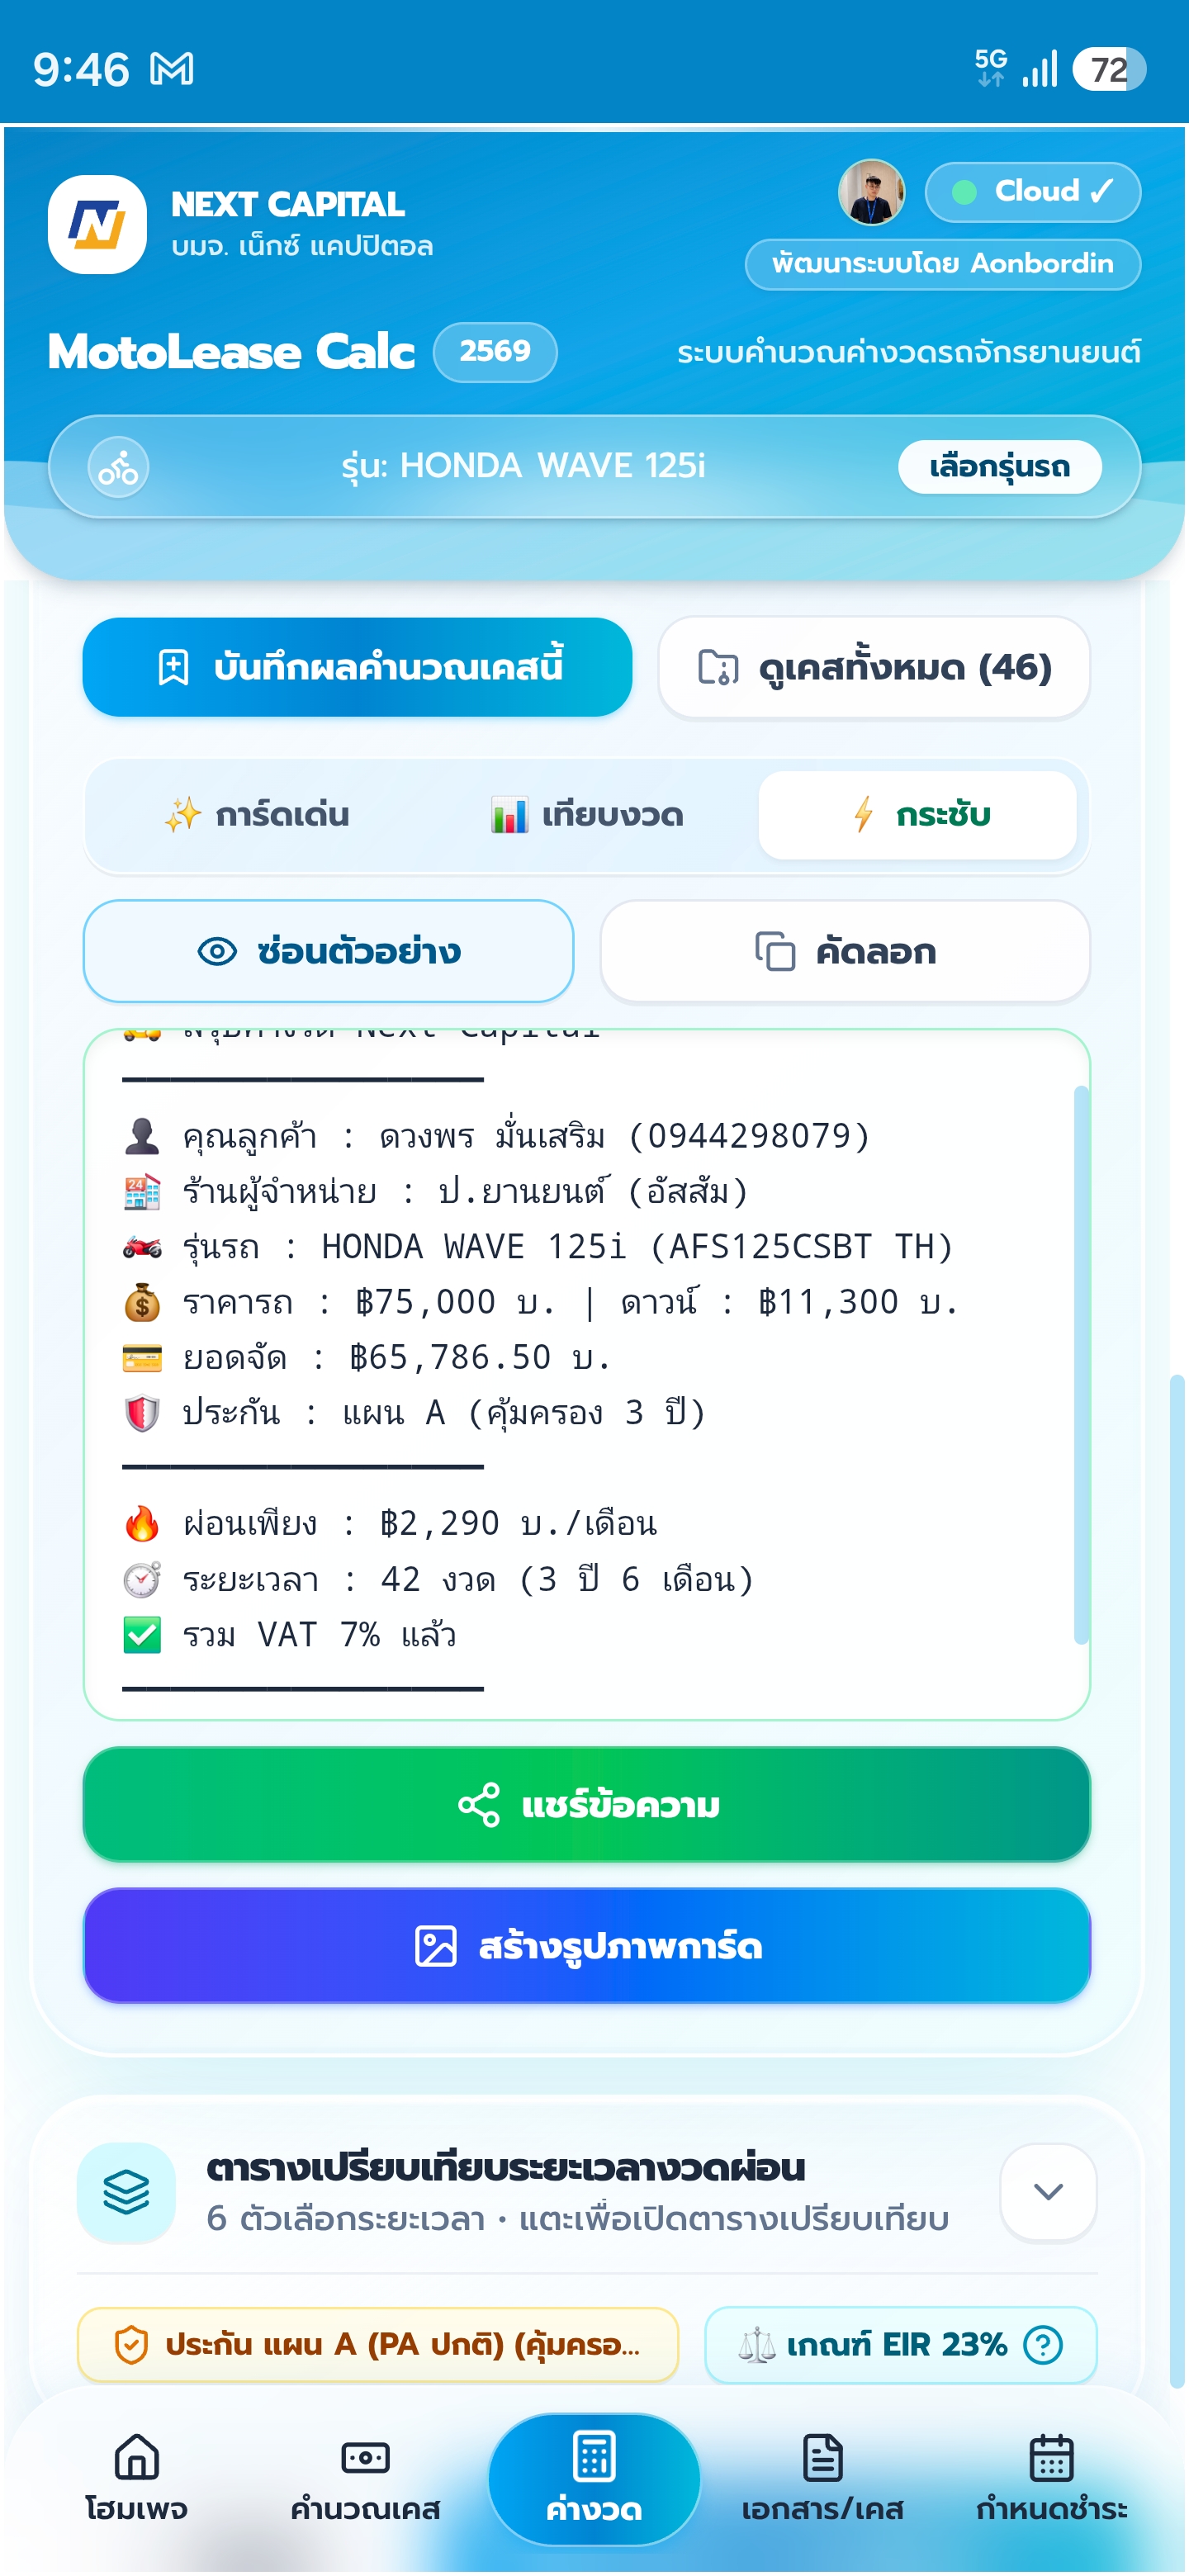 9:46
5G
72
NEXT CAPITAL
บมจ. เน็กซ์ แคปปิตอล
Cloud ✓
พัฒนาระบบโดย Aonbordin
MotoLease Calc 2569
ระบบคำนวณค่างวดรถจักรยานยนต์
รุ่น: HONDA WAVE 125i
เลือกรุ่นรถ
บันทึกผลคำนวณเคสนี้
ดูเคสทั้งหมด (46)
✨ การ์ดเด่น
📊 เทียบงวด
⚡ กระชับ
ซ่อนตัวอย่าง
คัดลอก
🛵 สรุปค่างวด Next Capital
👤 คุณลูกค้า : ดวงพร มั่นเสริม (0944298079)
🏪 ร้านผู้จำหน่าย : ป.ยานยนต์ (อัสสัม)
🏍️ รุ่นรถ : HONDA WAVE 125i (AFS125CSBT TH)
💰 ราคารถ : ฿75,000 บ. | ดาวน์ : ฿11,300 บ.
💳 ยอดจัด : ฿65,786.50 บ.
🛡️ ประกัน : แผน A (คุ้มครอง 3 ปี)
🔥 ผ่อนเพียง : ฿2,290 บ./เดือน
⏱️ ระยะเวลา : 42 งวด (3 ปี 6 เดือน)
✅ รวม VAT 7% แล้ว
แชร์ข้อความ
สร้างรูปภาพการ์ด
ตารางเปรียบเทียบระยะเวลางวดผ่อน
6 ตัวเลือกระยะเวลา · แตะเพื่อเปิดตารางเปรียบเทียบ
ประกัน แผน A (PA ปกติ) (คุ้มครอ...
⚖️ เกณฑ์ EIR 23% ?
โฮมเพจ
คำนวณเคส
ค่างวด
เอกสาร/เคส
กำหนดชำระ